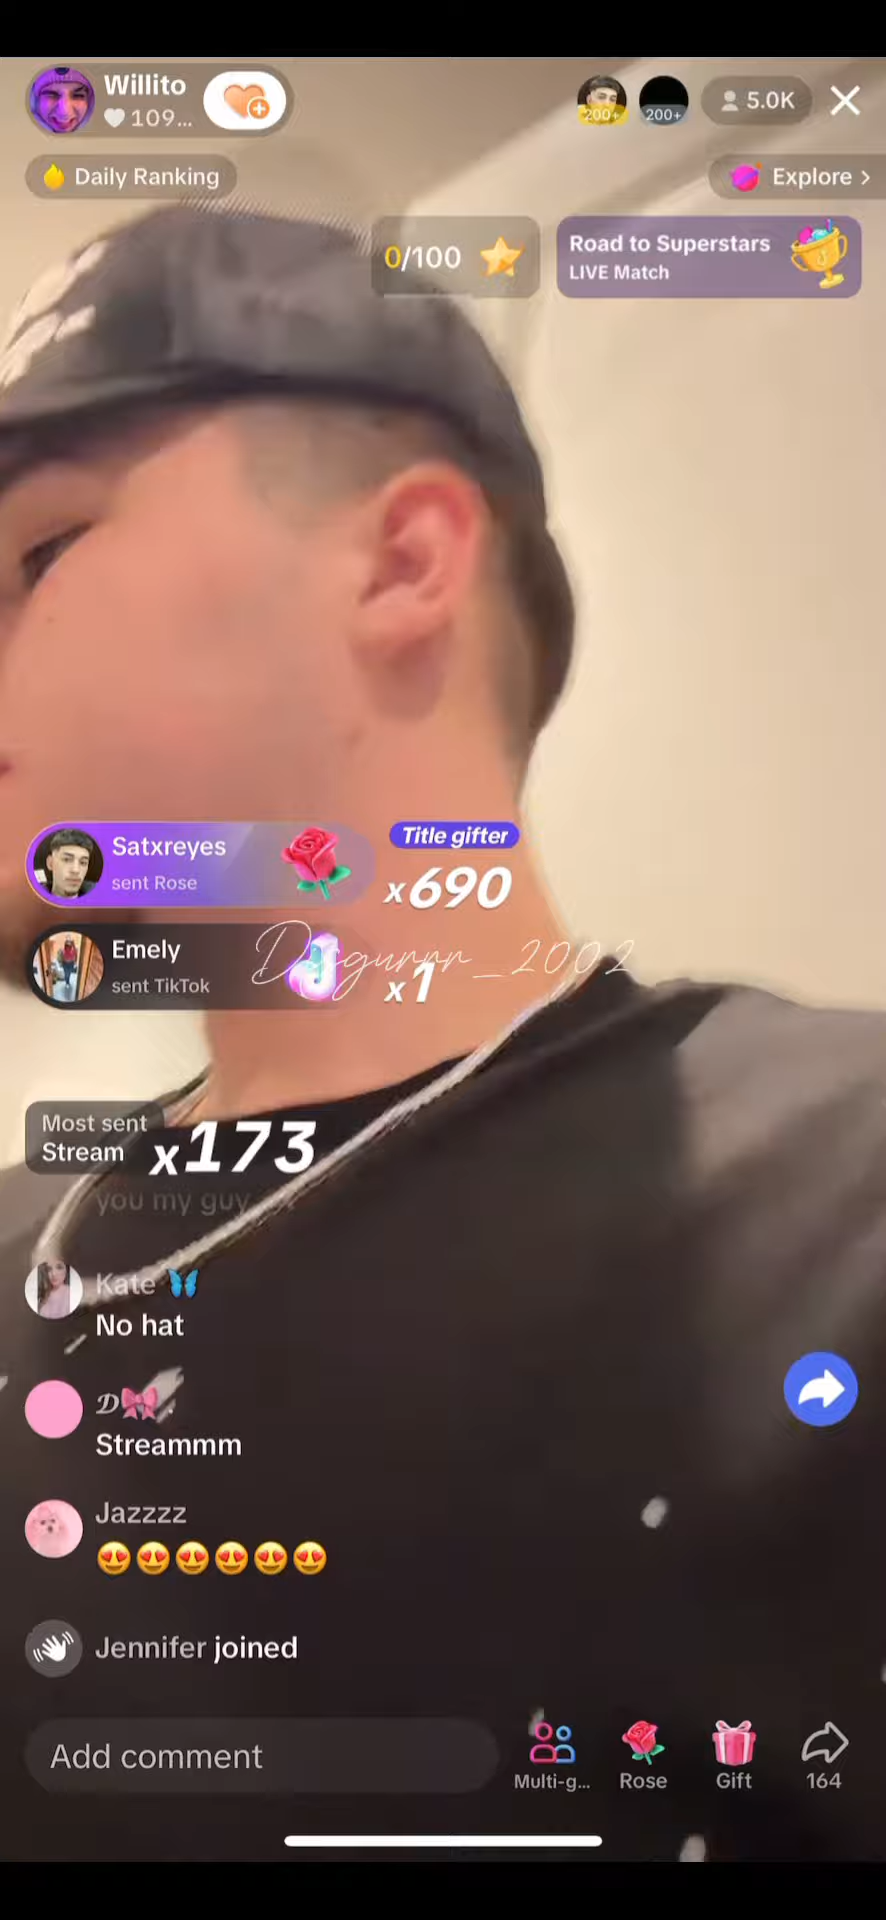 Willito
109...
200+
200+
5.0K
Daily Ranking
Explore >
0/100
Road to Superstars
LIVE Match
Title gifter
Satxreyes
sent Rose
x690
Emely
sent TikTok
x1
Most sent
Stream
x173
you my guy
Kate
No hat
D
Streammm
Jazzzz
😍😍😍😍😍😍
Jennifer joined
Add comment
Multi-g...
Rose
Gift
164